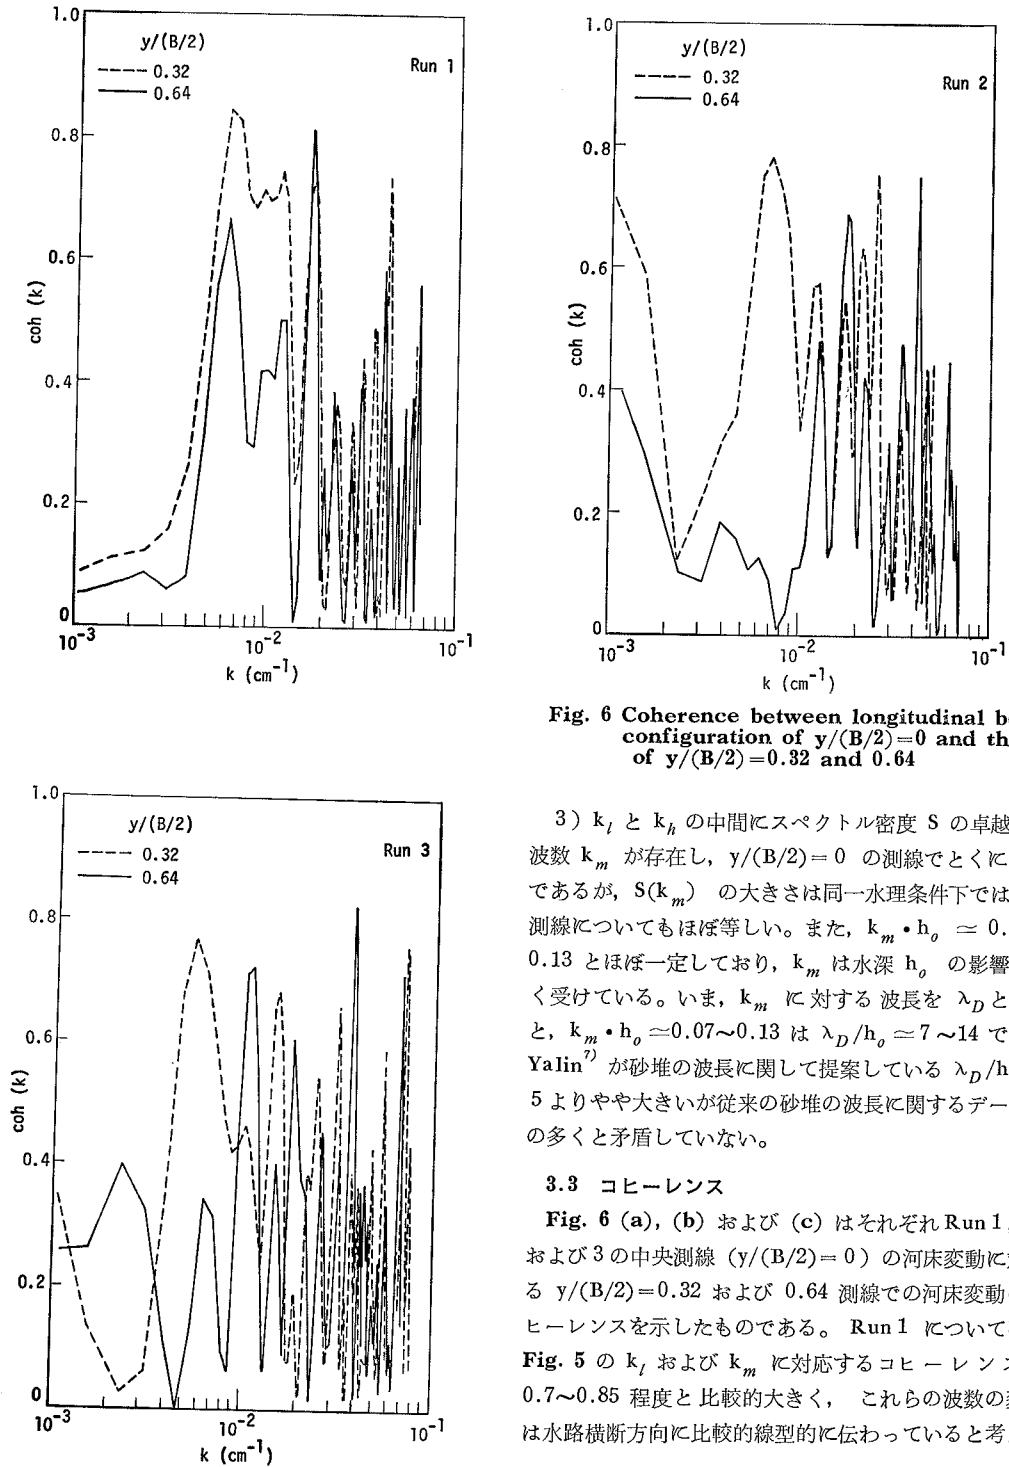 1.0
y/(B/2)
0.32
0.64
Run 1
0.8
0.6
0.4
0.2
0
coh (k)
10⁻³
10⁻²
10⁻¹
k (cm⁻¹)
1.0
y/(B/2)
0.32
0.64
Run 2
0.8
0.6
0.4
0.2
0
coh (k)
10⁻³
10⁻²
10⁻¹
k (cm⁻¹)
Fig. 6 Coherence between longitudinal b
configuration of y/(B/2)=0 and th
of y/(B/2)=0.32 and 0.64
1.0
y/(B/2)
0.32
0.64
Run 3
0.8
0.6
0.4
0.2
0
coh (k)
10⁻³
10⁻²
10⁻¹
k (cm⁻¹)
3) kₗ と kₕ の中間にスペクトル密度 S の卓越
波数 kₘ が存在し, y/(B/2)= 0 の測線でとくに
であるが, S(kₘ) の大きさは同一水理条件下では
測線についてもほぼ等しい。また, kₘ・hₒ ≃ 0.
0.13 とほぼ一定しており, kₘ は水深 hₒ の影響
く受けている。いま, kₘ に対する波長を λ_D と
と, kₘ・hₒ≃0.07〜0.13 は λ_D/hₒ≃7〜14 で
Yalin⁷⁾ が砂堆の波長に関して提案している λ_D/h
5 よりやや大きいが従来の砂堆の波長に関するデー
の多くと矛盾していない。
3.3 コヒーレンス
Fig. 6 (a), (b) および (c) はそれぞれ Run 1,
および 3 の中央測線 (y/(B/2)= 0 ) の河床変動に
る y/(B/2)=0.32 および 0.64 測線での河床変動
ヒーレンスを示したものである。 Run 1 について
Fig. 5 の kₗ および kₘ に対応するコヒーレンス
0.7〜0.85 程度と比較的大きく, これらの波数の
は水路横断方向に比較的線型的に伝わっていると考